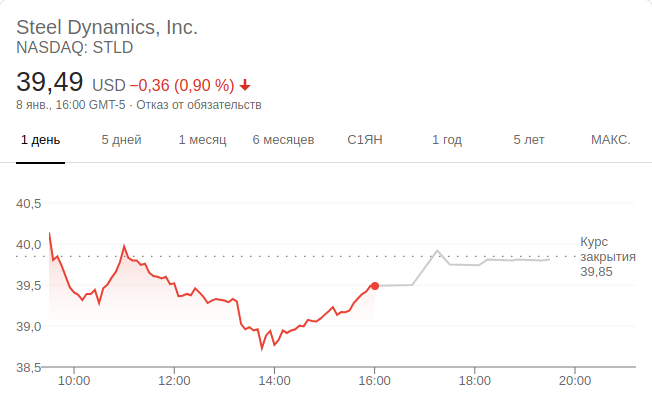 Steel Dynamics, Inc.
NASDAQ: STLD
39,49 USD −0,36 (0,90 %)
8 янв., 16:00 GMT-5 · Отказ от обязательств
1 день 5 дней 1 месяц 6 месяцев С1ЯН 1 год 5 лет МАКС.
40,5
40,0
39,5
39,0
38,5
Курс
закрытия
39,85
10:00 12:00 14:00 16:00 18:00 20:00